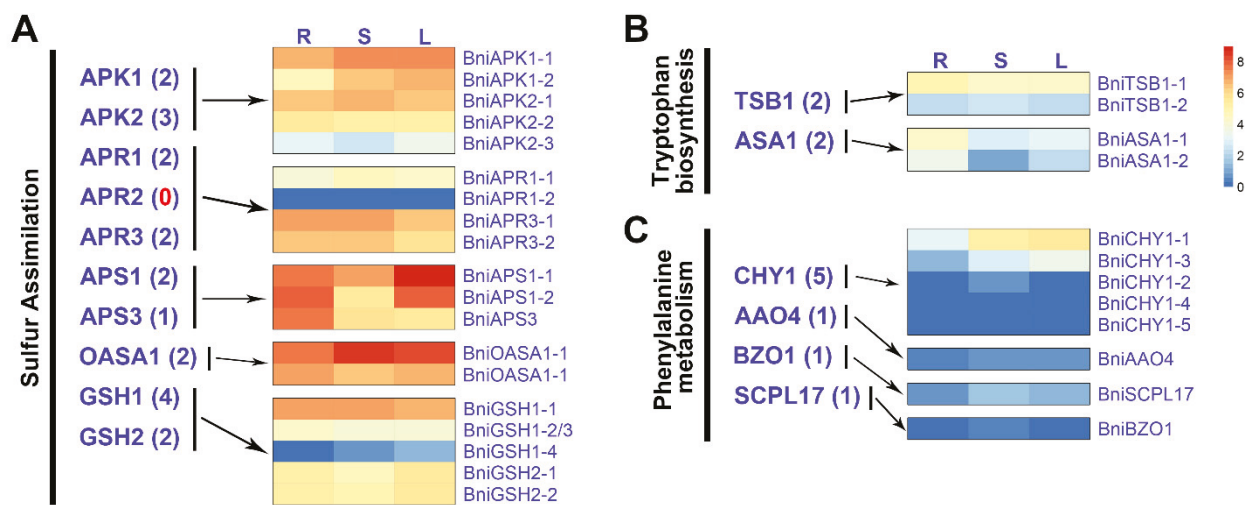 A
R S L
Sulfur Assimilation
APK1 (2)
APK2 (3)
BniAPK1-1
BniAPK1-2
BniAPK2-1
BniAPK2-2
BniAPK2-3
APR1 (2)
APR2 (0)
APR3 (2)
BniAPR1-1
BniAPR1-2
BniAPR3-1
BniAPR3-2
APS1 (2)
APS3 (1)
BniAPS1-1
BniAPS1-2
BniAPS3
OASA1 (2)
BniOASA1-1
BniOASA1-1
GSH1 (4)
GSH2 (2)
BniGSH1-1
BniGSH1-2/3
BniGSH1-4
BniGSH2-1
BniGSH2-2
B
R S L
Tryptophan
biosynthesis
TSB1 (2)
ASA1 (2)
BniTSB1-1
BniTSB1-2
BniASA1-1
BniASA1-2
8
6
4
2
0
C
Phenylalanine
metabolism
CHY1 (5)
AAO4 (1)
BZO1 (1)
SCPL17 (1)
BniCHY1-1
BniCHY1-3
BniCHY1-2
BniCHY1-4
BniCHY1-5
BniAAO4
BniSCPL17
BniBZO1